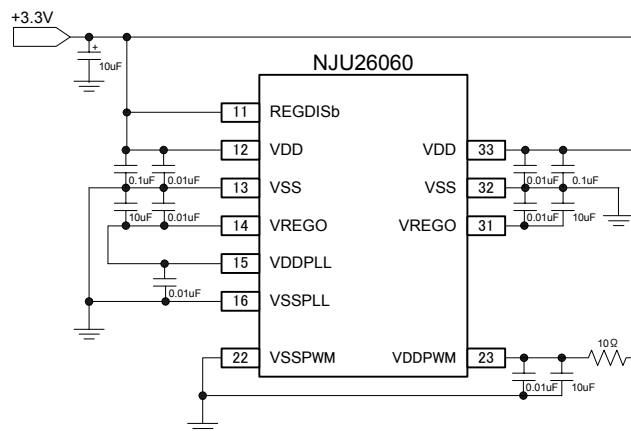 +3.3V
10uF
+
NJU26060
11 REGDISb
12 VDD
VDD 33
0.1uF 0.01uF
0.01uF 0.1uF
13 VSS
VSS 32
10uF 0.01uF
0.01uF 10uF
14 VREGO
VREGO 31
15 VDDPLL
0.01uF
16 VSSPLL
10Ω
22 VSSPWM
VDDPWM 23
0.01uF 10uF